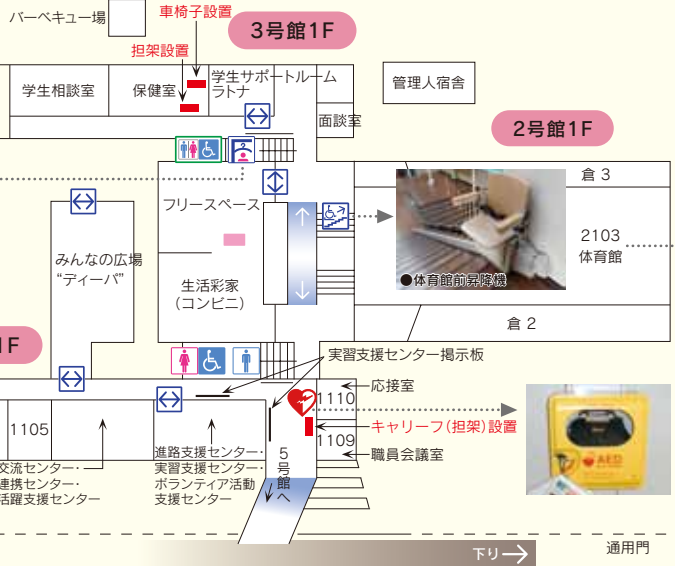 バーベキュー場
車椅子設置
3号館1F
担架設置
学生相談室
保健室
学生サポートルーム
ラトナ
管理人宿舎
面談室
2号館1F
フリースペース
倉 3
2103
体育館
みんなの広場
“ディーバ”
●体育館前昇降機
生活彩家
（コンビニ）
倉 2
1F
実習支援センター掲示板
応接室
1110
キャリーフ（担架）設置
1105
1109
職員会議室
交流センター・
連携センター・
活躍支援センター
進路支援センター・
実習支援センター・
ボランティア活動
支援センター
5号館へ
AED
下り
通用門